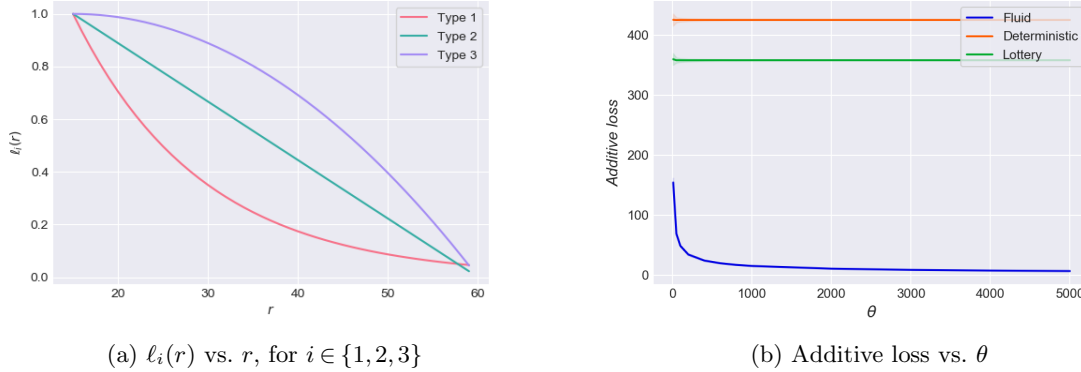 Type 1
Type 2
Type 3
1.0
0.8
0.6
0.4
0.2
0.0
ℓᵢ(r)
20 30 40 50 60
r
(a) ℓᵢ(r) vs. r, for i ∈ {1, 2, 3}
Fluid
Deterministic
Lottery
400
300
200
100
0
Additive loss
0 1000 2000 3000 4000 5000
θ
(b) Additive loss vs. θ